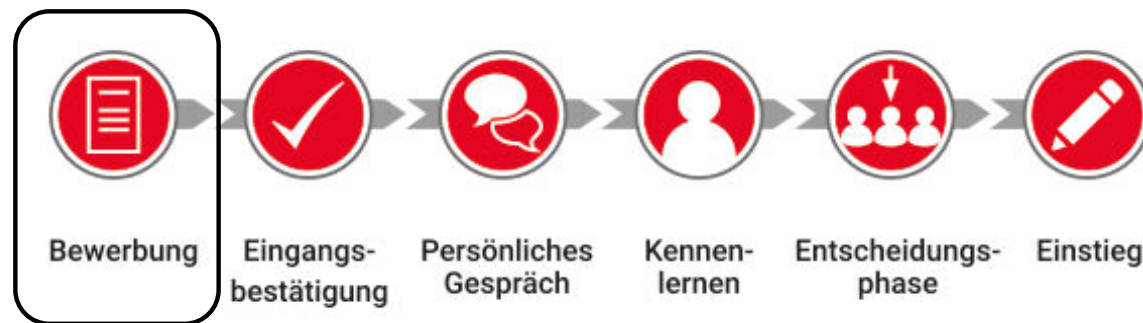 Bewerbung
Eingangs-
bestätigung
Persönliches
Gespräch
Kennen-
lernen
Entscheidungs-
phase
Einstieg